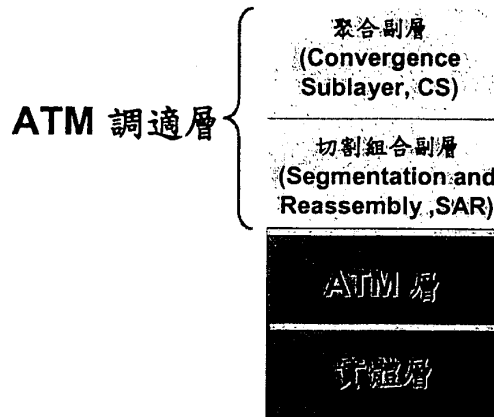 ATM 調適層
聚合副層
(Convergence
Sublayer, CS)
切割組合副層
(Segmentation and
Reassembly ,SAR)
ATM 層
實體層